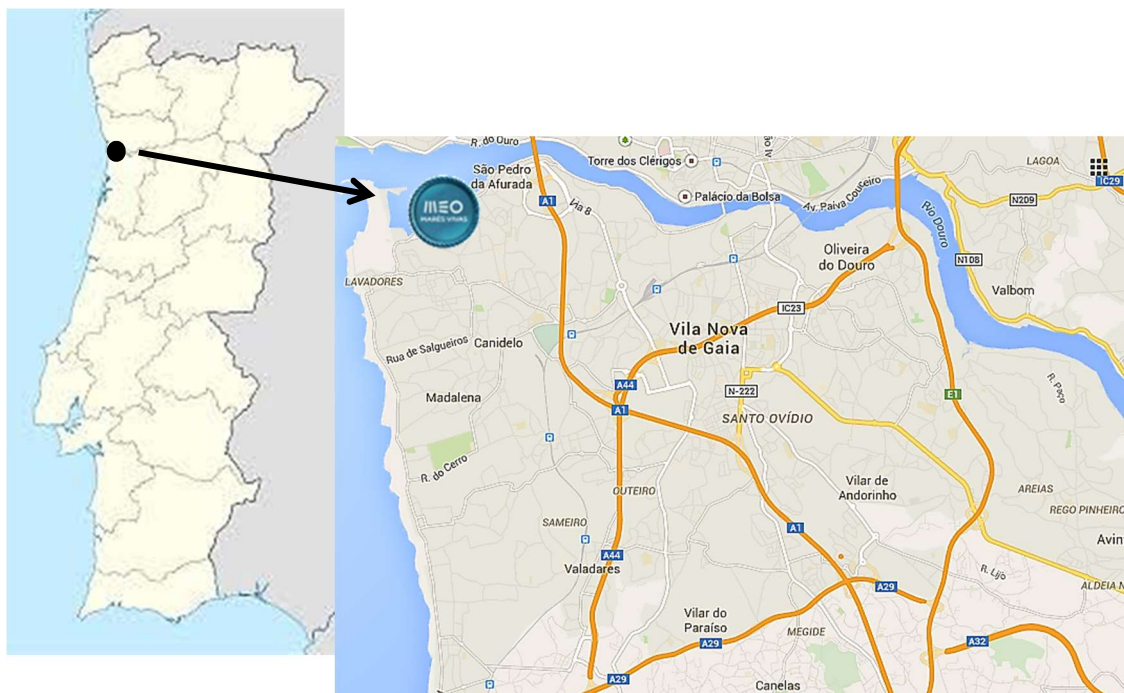 R. do Ouro
São Pedro
da Afurada
MEO
MARÉS VIVAS
A1
Via 8
Torre dos Clérigos
Palácio da Bolsa
Av. Paiva Couceiro
LAGOA
IC29
N209
Rio Douro
N108
Valbom
Oliveira
do Douro
LAVADORES
IC23
Rua de Salgueiros
Canidelo
Vila Nova
de Gaia
A44
A1
N-222
R. Paço
E1
Madalena
SANTO OVÍDIO
R. do Cerro
Vilar de
Andorinho
OUTEIRO
AREIAS
REGO PINHEIRO
SAMEIRO
A1
Avin
A44
Valadares
R. Lijó
A29
ALDEIA N
Vilar do
Paraíso
MEGIDE
A29
A32
A29
Canelas